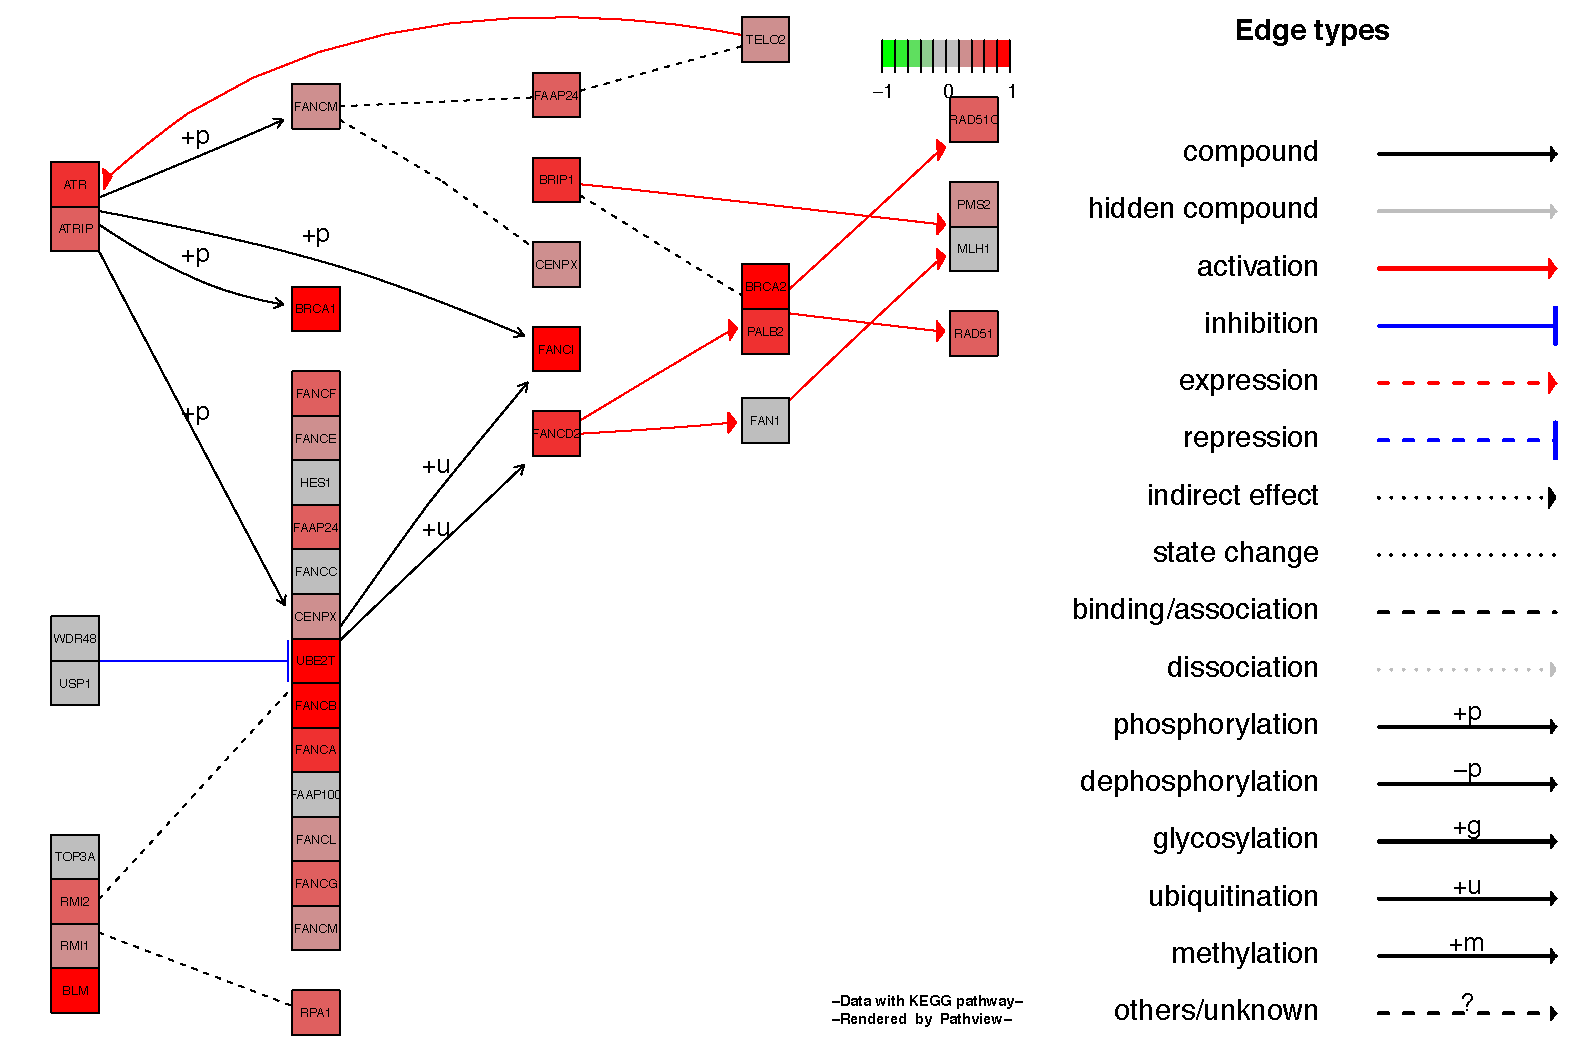 TELO2
Edge types
FANCM
FAAP24
−1
0
1
RAD51C
+p
compound
ATR
ATRIP
BRIP1
PMS2
MLH1
hidden compound
+p
+p
CENPX
activation
BRCA1
BRCA2
PALB2
RAD51
inhibition
FANCI
expression
FANCF
FANCE
HES1
FAAP24
FANCC
CENPX
UBE2T
FANCB
FANCA
FAAP100
FANCL
FANCG
FANCM
+p
FANCD2
FAN1
repression
+u
+u
indirect effect
state change
binding/association
WDR48
USP1
dissociation
phosphorylation
+p
dephosphorylation
−p
glycosylation
+g
TOP3A
RMI2
RMI1
BLM
ubiquitination
+u
methylation
+m
RPA1
−Data with KEGG pathway−
−Rendered by Pathview−
others/unknown
?